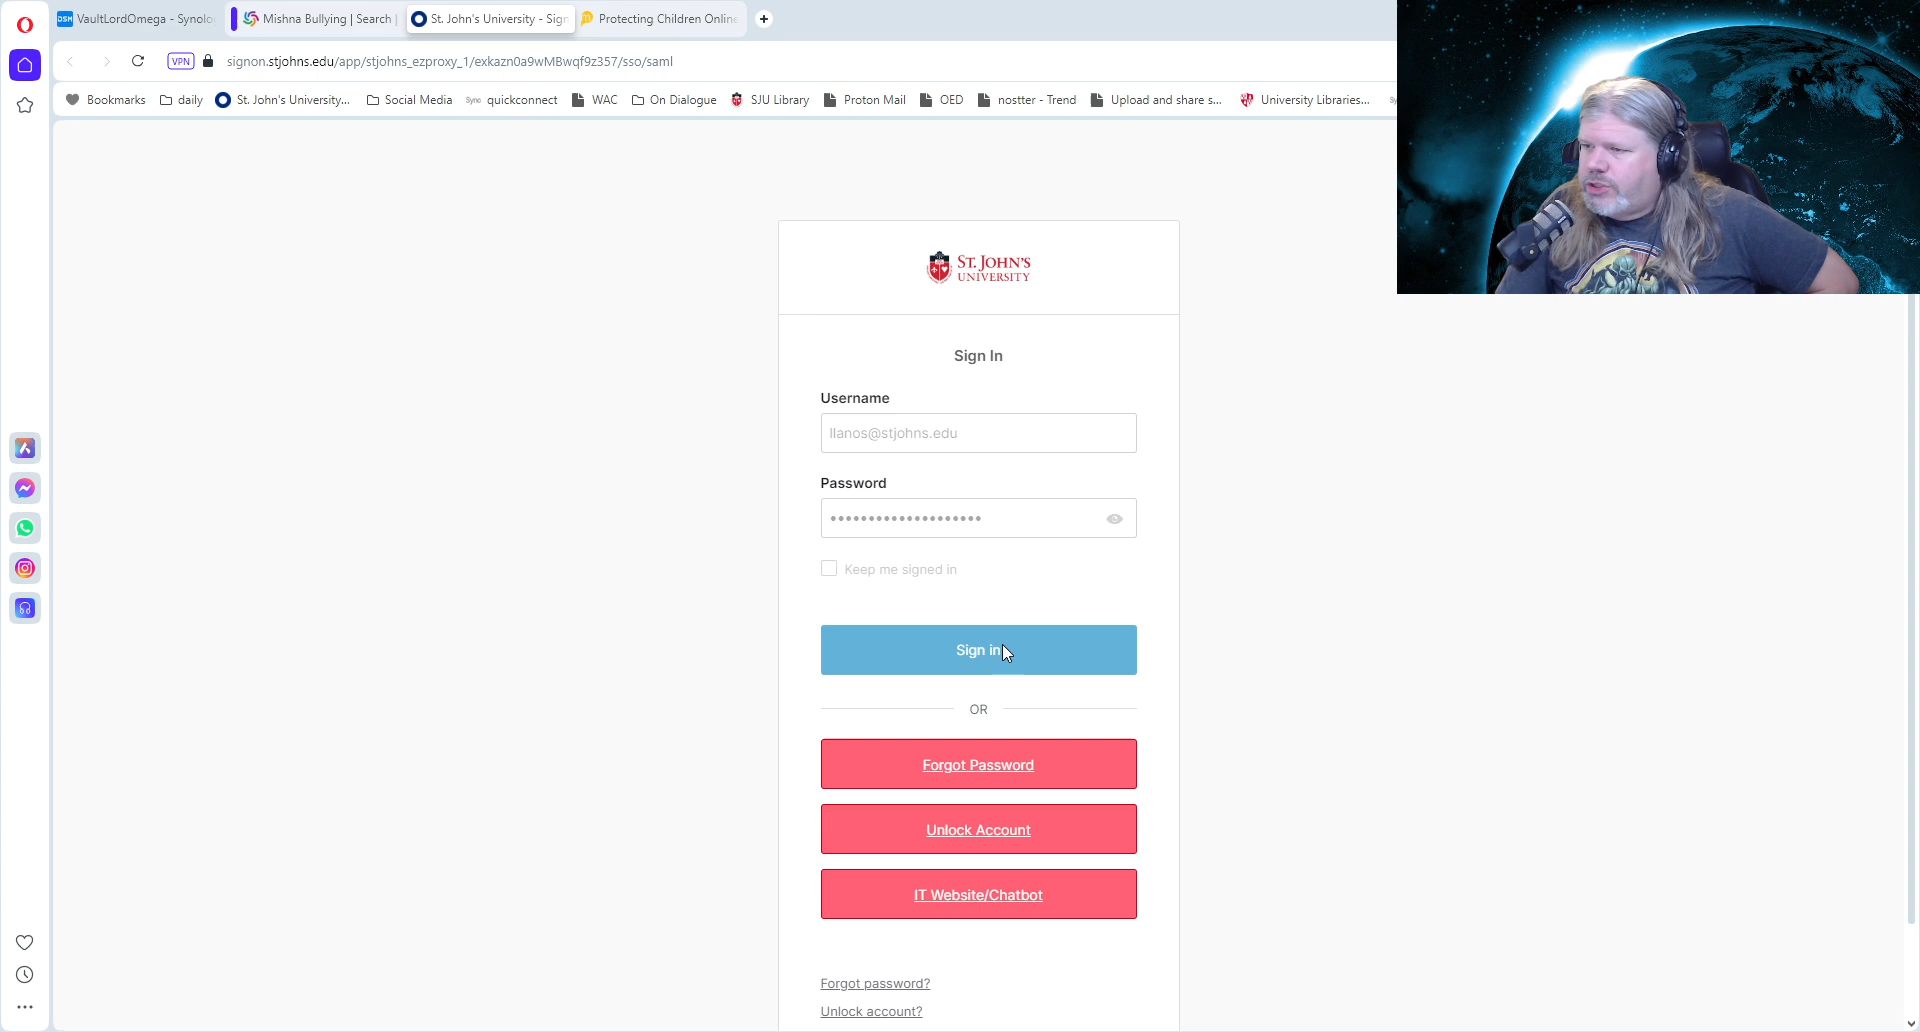 VaultLordOmega - Synolo
Mishna Bullying | Search |
St. John's University - Sign
Protecting Children Online
VPN
signon.stjohns.edu/app/stjohns_ezproxy_1/exkazn0a9wMBwqf9z357/sso/saml
Bookmarks
daily
St. John's University...
Social Media
quickconnect
WAC
On Dialogue
SJU Library
Proton Mail
OED
nostter - Trend
Upload and share s...
University Libraries...
ST. JOHN'S
UNIVERSITY
Sign In
Username
llanos@stjohns.edu
Password
Keep me signed in
Sign in
OR
Forgot Password
Unlock Account
IT Website/Chatbot
Forgot password?
Unlock account?